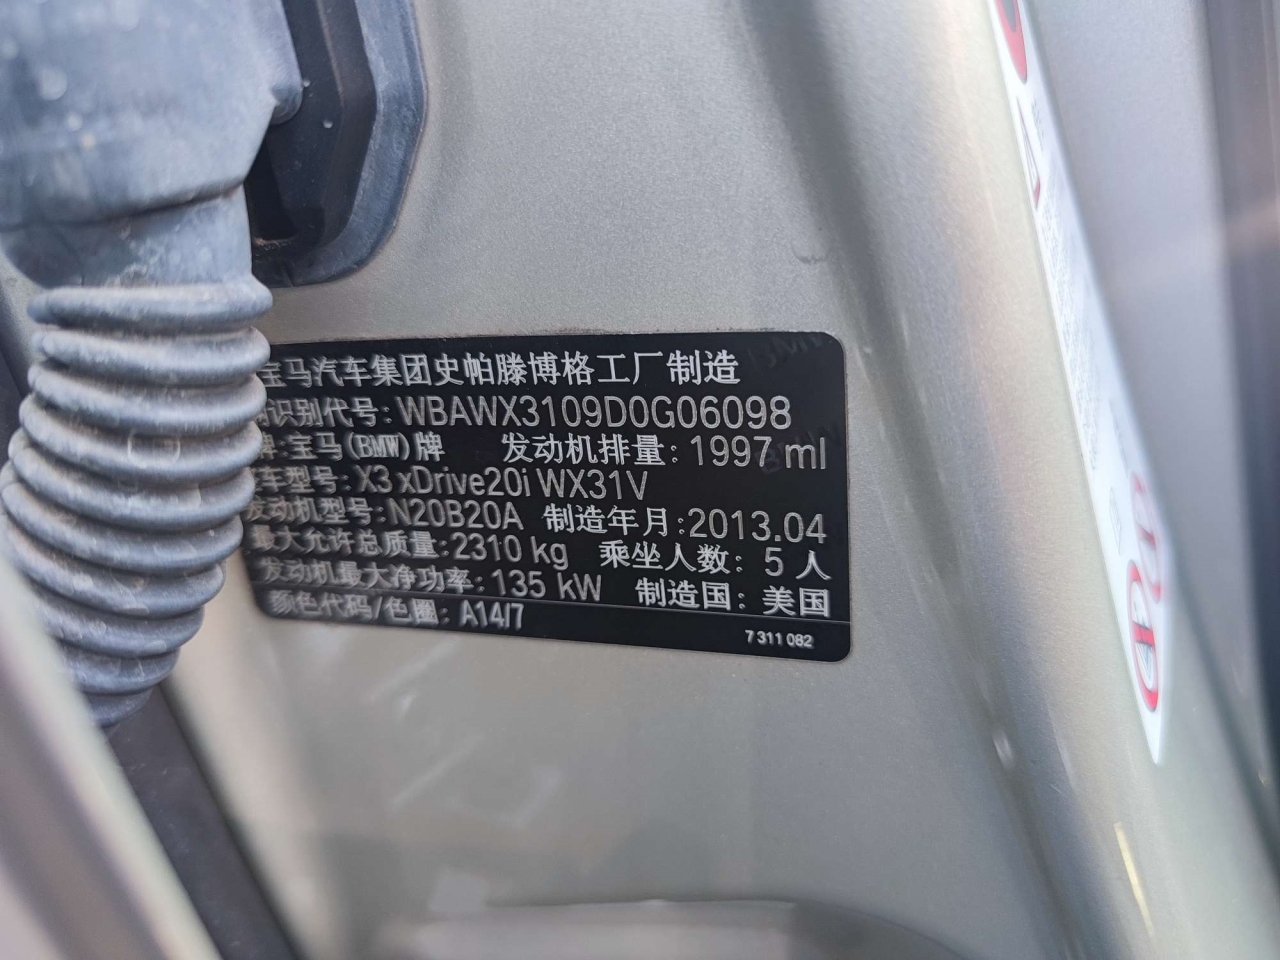 宝马汽车集团史帕滕博格工厂制造
识别代号: WBAWX3109D0G06098
牌: 宝马(BMW)牌 发动机排量: 1997 ml
车型号: X3 xDrive20i WX31V
发动机型号: N20B20A 制造年月: 2013.04
最大允许总质量: 2310 kg 乘坐人数: 5 人
发动机最大净功率: 135 kW 制造国: 美国
颜色代码/色圈: A14/7
7 311 082